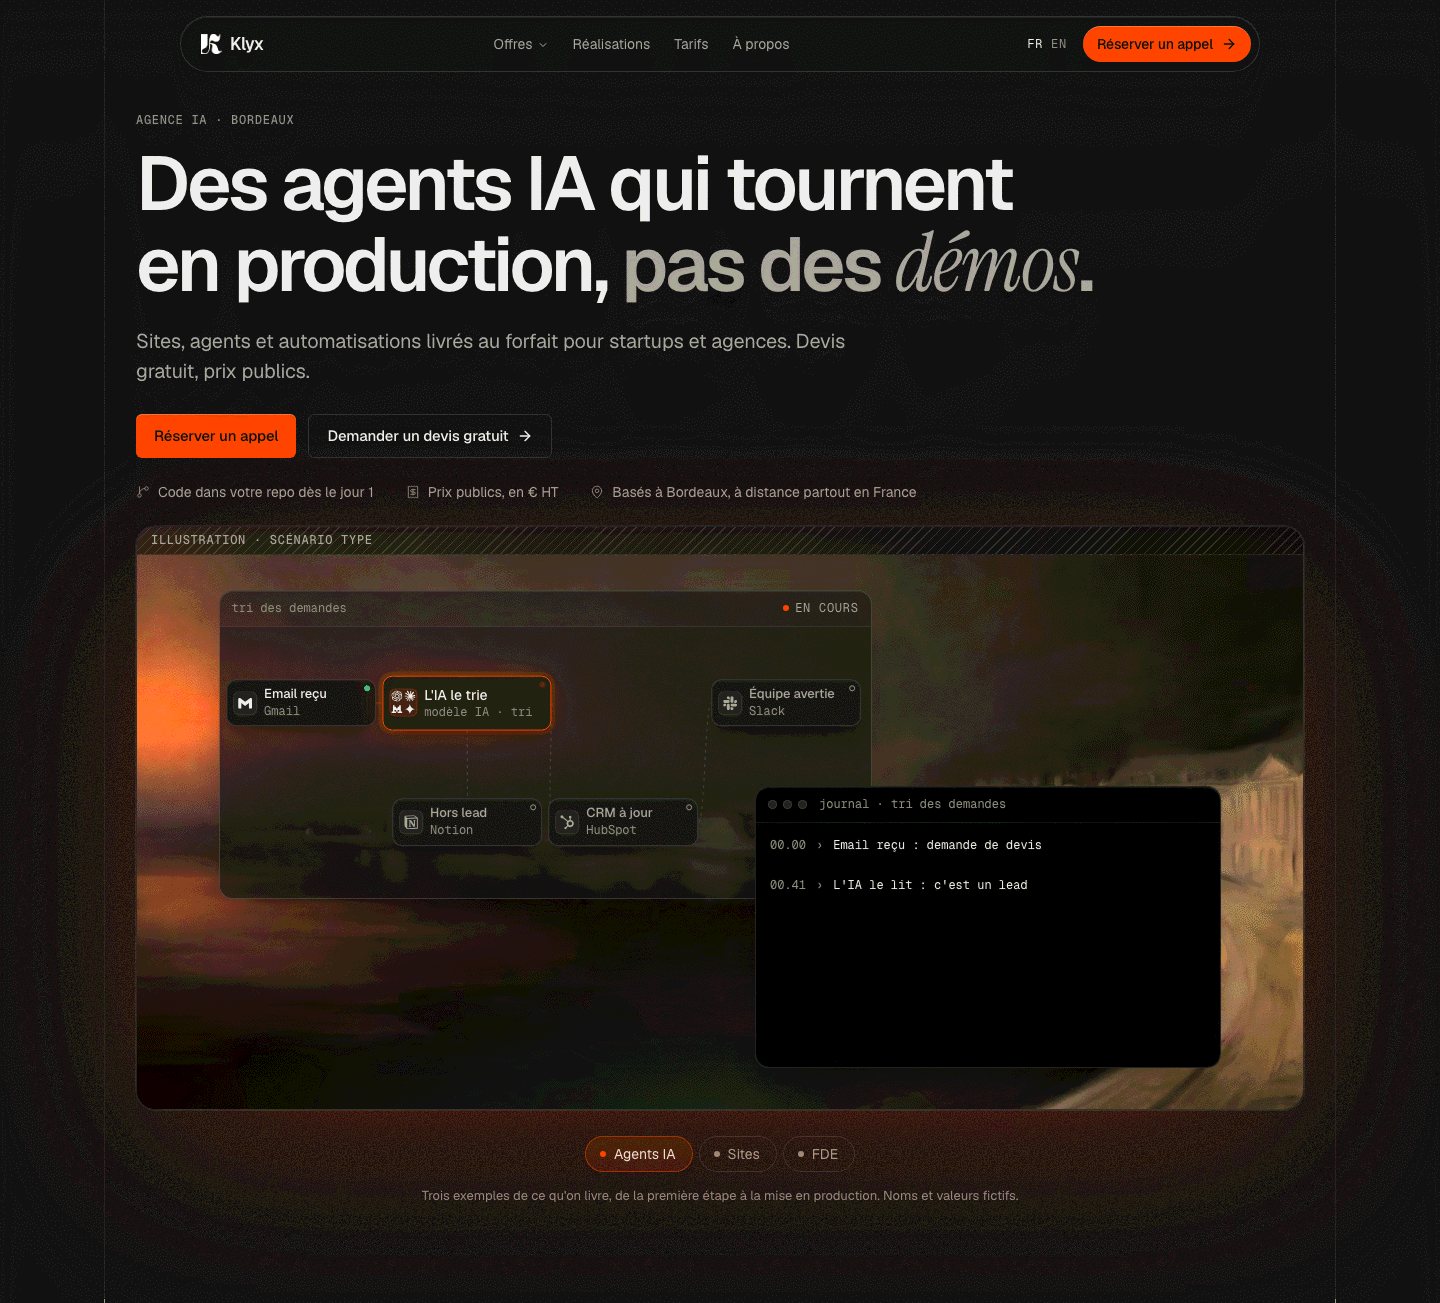 Klyx
Offres
Réalisations
Tarifs
À propos
FR EN
Réserver un appel
AGENCE IA · BORDEAUX
Des agents IA qui tournent
en production, pas des démos.
Sites, agents et automatisations livrés au forfait pour startups et agences. Devis
gratuit, prix publics.
Réserver un appel
Demander un devis gratuit
Code dans votre repo dès le jour 1
Prix publics, en € HT
Basés à Bordeaux, à distance partout en France
ILLUSTRATION · SCÉNARIO TYPE
tri des demandes
EN COURS
Email reçu
Gmail
L'IA le trie
modèle IA · tri
Équipe avertie
Slack
Hors lead
Notion
CRM à jour
HubSpot
journal · tri des demandes
00.00 › Email reçu : demande de devis
00.41 › L'IA le lit : c'est un lead
Agents IA
Sites
FDE
Trois exemples de ce qu'on livre, de la première étape à la mise en production. Noms et valeurs fictifs.